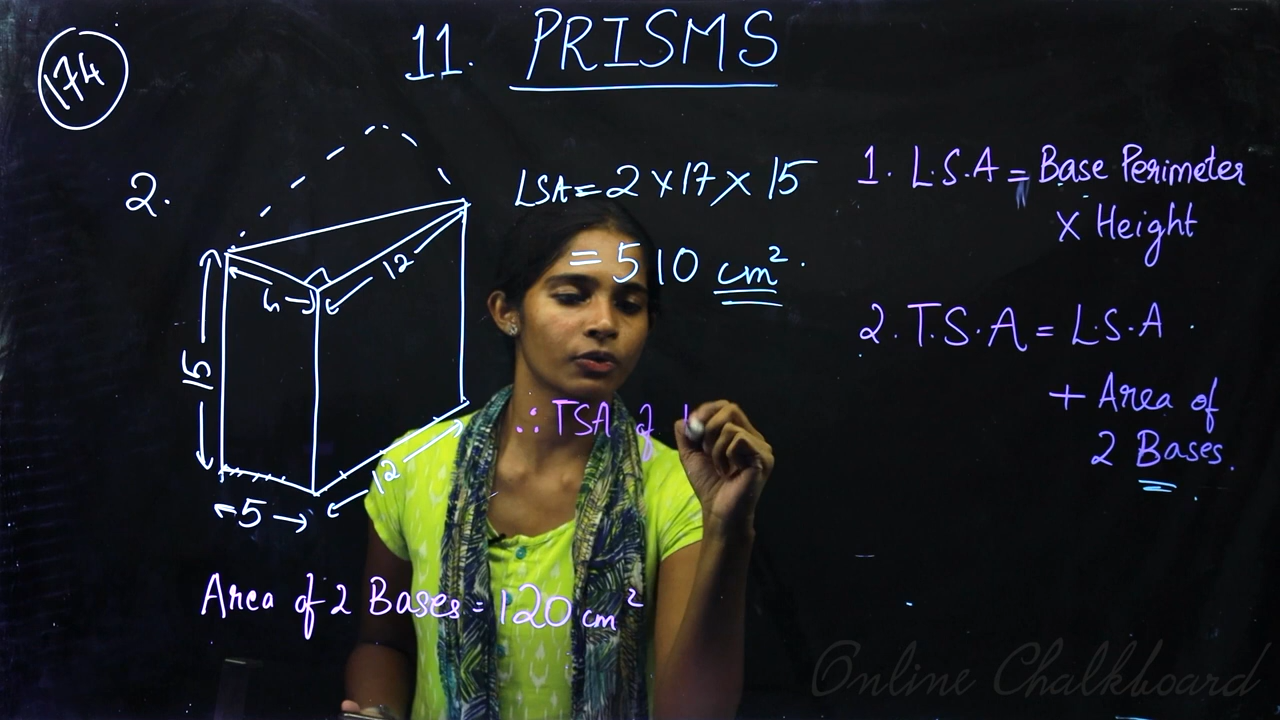 174
11. PRISMS
2.
LSA = 2 × 17 × 15
= 510 cm².
∴ TSA of
12
15
5
12
Area of 2 Bases = 120 cm²
1. L.S.A = Base Perimeter
× Height
2. T.S.A = L.S.A
+ Area of
2 Bases.
Online Chalkboard